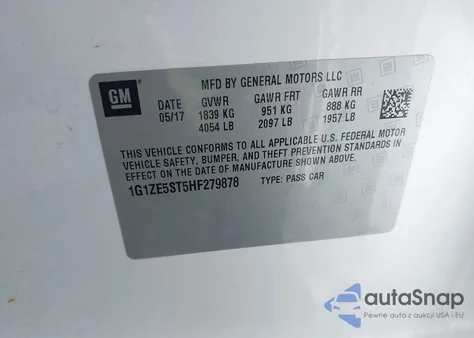 GM
MFD BY GENERAL MOTORS LLC
DATE GVWR GAWR FRT GAWR RR
05/17 1839 KG 951 KG 888 KG
4054 LB 2097 LB 1957 LB
THIS VEHICLE CONFORMS TO ALL APPLICABLE U.S. FEDERAL MOTOR
VEHICLE SAFETY, BUMPER, AND THEFT PREVENTION STANDARDS IN
EFFECT ON THE DATE OF MANUFACTURE SHOWN ABOVE.
1G1ZE5ST5HF279878 TYPE: PASS CAR
autoSnap
Pewne auta z aukcji USA i EU